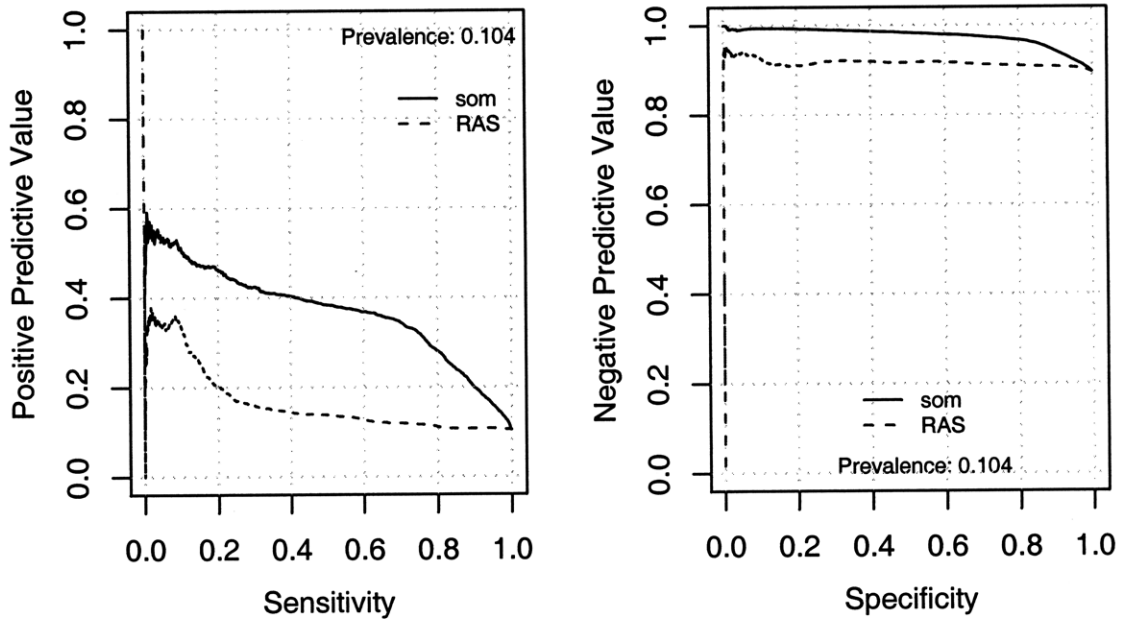 Positive Predictive Value
1.0
0.8
0.6
0.4
0.2
0.0
Prevalence: 0.104
som
RAS
0.0 0.2 0.4 0.6 0.8 1.0
Sensitivity
Negative Predictive Value
1.0
0.8
0.6
0.4
0.2
0.0
som
RAS
Prevalence: 0.104
0.0 0.2 0.4 0.6 0.8 1.0
Specificity